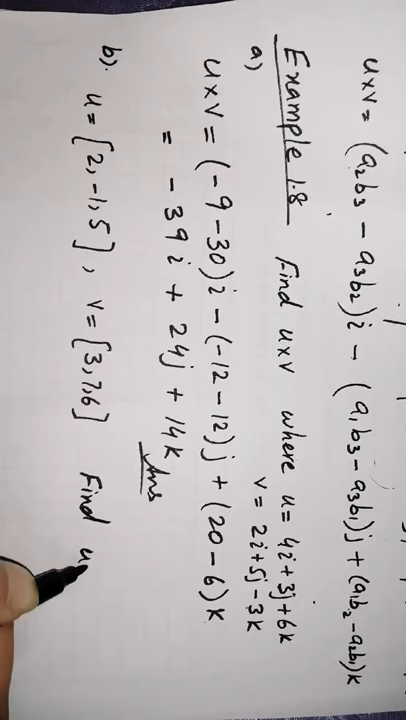 u×v = (a₂b₃ - a₃b₂)i - (a₁b₃ - a₃b₁)j + (a₁b₂ - a₂b₁)k
Example 1.8 Find u×v where u = 4i+3j+6k
a) v = 2i+5j-3k
u×v = (-9-30)i - (-12-12)j + (20-6)k
= -39i + 24j + 14k Ans
b). u = [2, -1, 5], v = [3, 7, 6] Find u